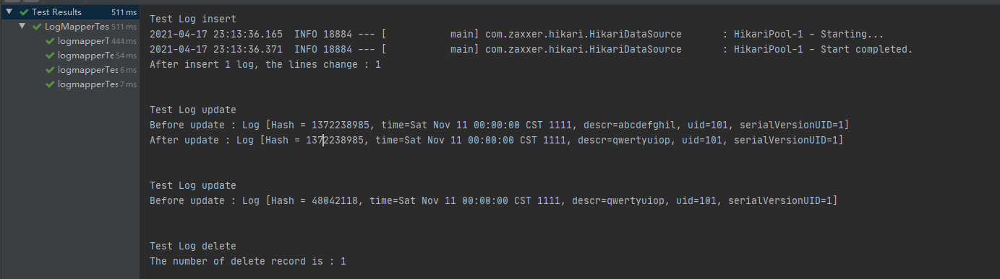 Test Results 511 ms
LogMapperTes 511 ms
logmapperT 444 ms
logmapperTe 54 ms
logmapperTes 6 ms
logmapperTes 7 ms
Test Log insert
2021-04-17 23:13:36.165  INFO 18884 --- [           main] com.zaxxer.hikari.HikariDataSource       : HikariPool-1 - Starting...
2021-04-17 23:13:36.371  INFO 18884 --- [           main] com.zaxxer.hikari.HikariDataSource       : HikariPool-1 - Start completed.
After insert 1 log, the lines change : 1
Test Log update
Before update : Log [Hash = 1372238985, time=Sat Nov 11 00:00:00 CST 1111, descr=abcdefghil, uid=101, serialVersionUID=1]
After update : Log [Hash = 1372238985, time=Sat Nov 11 00:00:00 CST 1111, descr=qwertyuiop, uid=101, serialVersionUID=1]
Test Log update
Before update : Log [Hash = 48042118, time=Sat Nov 11 00:00:00 CST 1111, descr=qwertyuiop, uid=101, serialVersionUID=1]
Test Log delete
The number of delete record is : 1